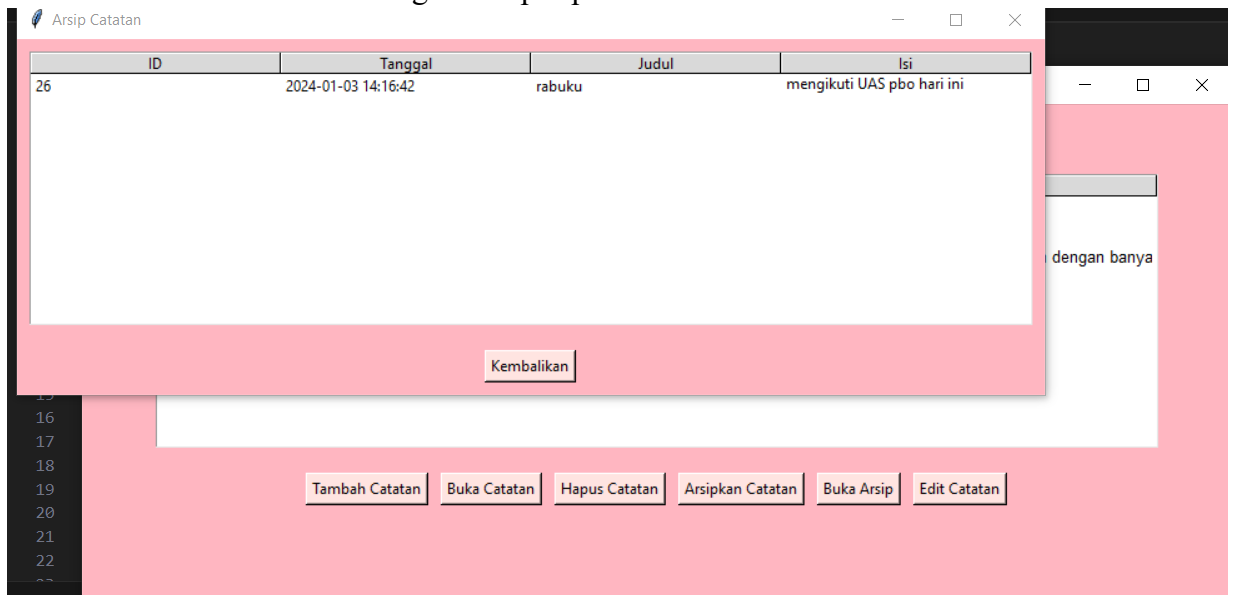 Arsip Catatan
ID Tanggal Judul Isi
26 2024-01-03 14:16:42 rabuku mengikuti UAS pbo hari ini
dengan banya
Kembalikan
16
17
18
19
20
21
22
Tambah Catatan Buka Catatan Hapus Catatan Arsipkan Catatan Buka Arsip Edit Catatan